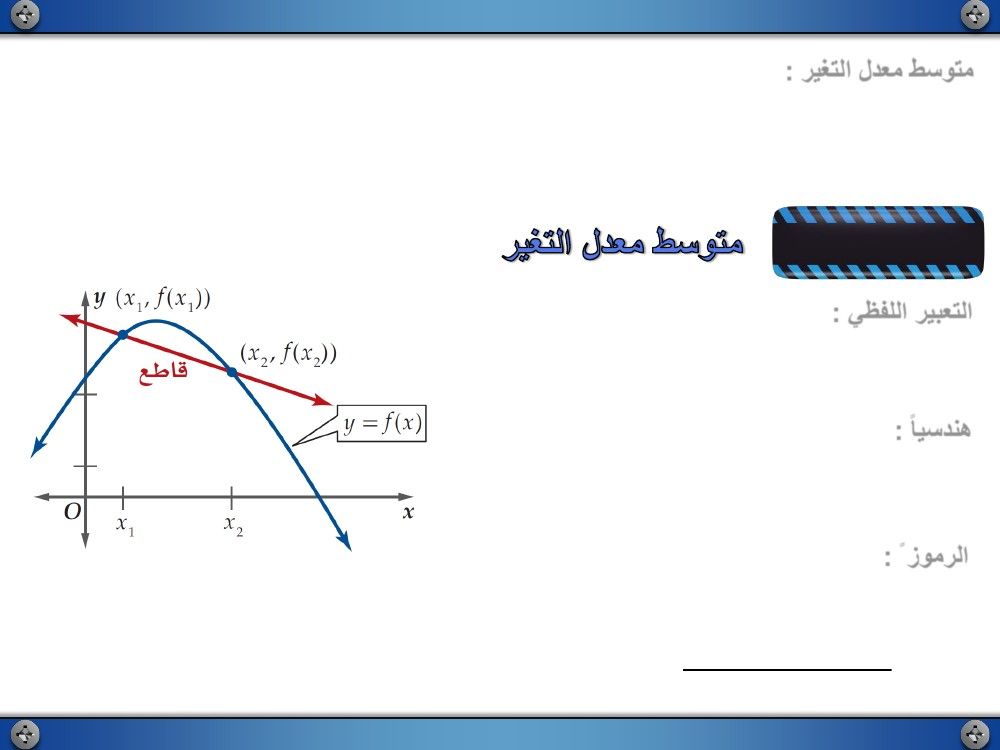 متوسط معدل التغير :
متوسط معدل التغير
التعبير اللفظي :
هندسياً :
الرموز ً :
y (x₁, f(x₁))
(x₂, f(x₂))
قاطع
y = f(x)
O x₁ x₂ x